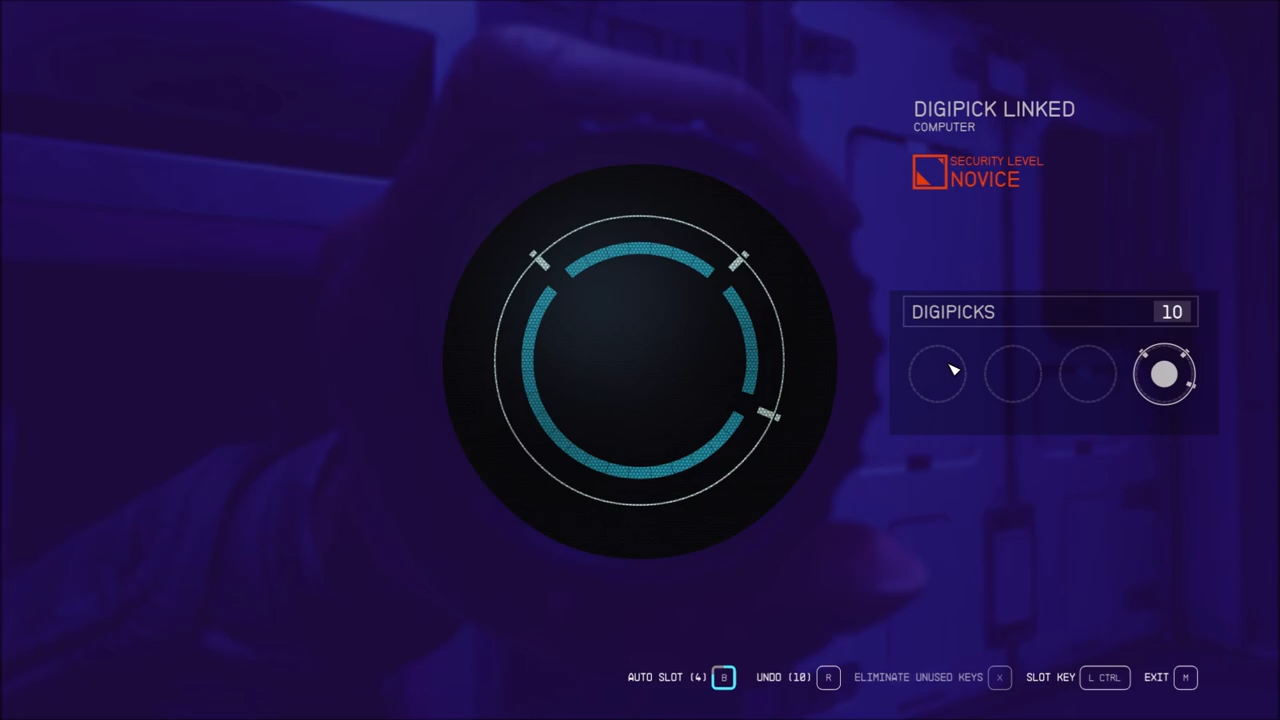 DIGIPICK LINKED
COMPUTER
SECURITY LEVEL
NOVICE
DIGIPICKS 10
AUTO SLOT (4) B UNDO (10) R ELIMINATE UNUSED KEYS X SLOT KEY L CTRL EXIT M